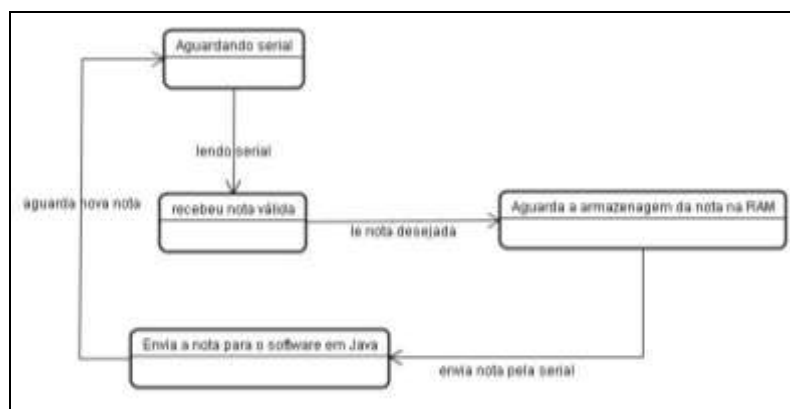 Aguardando serial
lendo serial
aguarda nova nota
recebeu nota válida
le nota desejada
Aguarda a armazenagem da nota na RAM
Envia a nota para o software em Java
envia nota pela serial